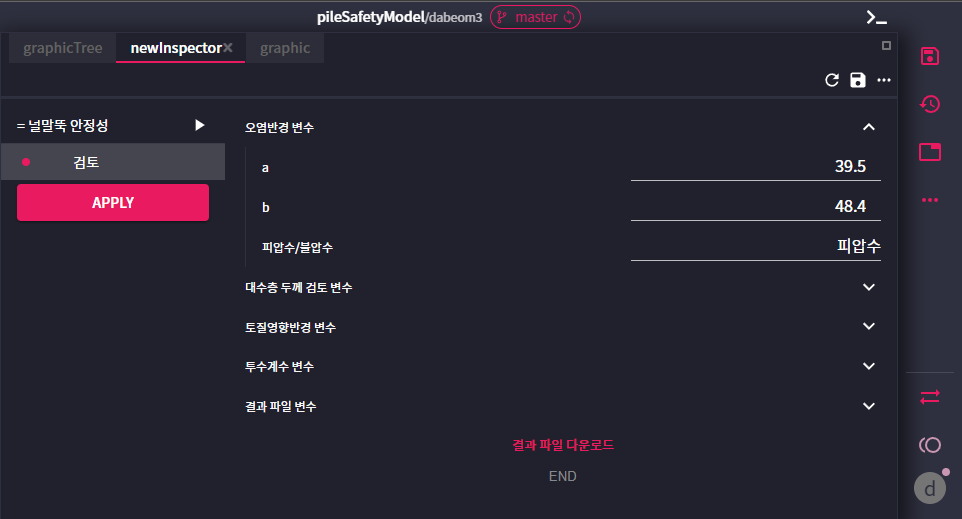 pileSafetyModel/dabeom3 master
graphicTree newInspector graphic
= 널말뚝 안정성
검토
APPLY
오염반경 변수
a 39.5
b 48.4
피압수/불압수 피압수
대수층 두께 검토 변수
토질영향반경 변수
투수계수 변수
결과 파일 변수
결과 파일 다운로드
END
d